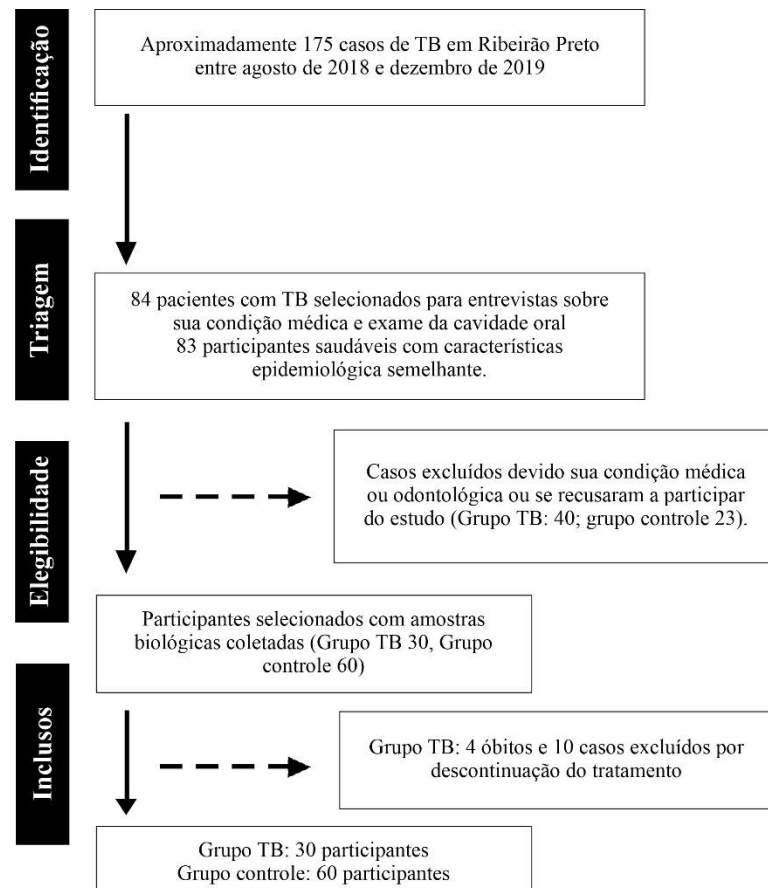 Identificação
Aproximadamente 175 casos de TB em Ribeirão Preto
entre agosto de 2018 e dezembro de 2019
Triagem
84 pacientes com TB selecionados para entrevistas sobre
sua condição médica e exame da cavidade oral
83 participantes saudáveis com características
epidemiológica semelhante.
Elegibilidade
Casos excluídos devido sua condição médica
ou odontológica ou se recusaram a participar
do estudo (Grupo TB: 40; grupo controle 23).
Participantes selecionados com amostras
biológicas coletadas (Grupo TB 30, Grupo
controle 60)
Inclusos
Grupo TB: 4 óbitos e 10 casos excluídos por
descontinuação do tratamento
Grupo TB: 30 participantes
Grupo controle: 60 participantes